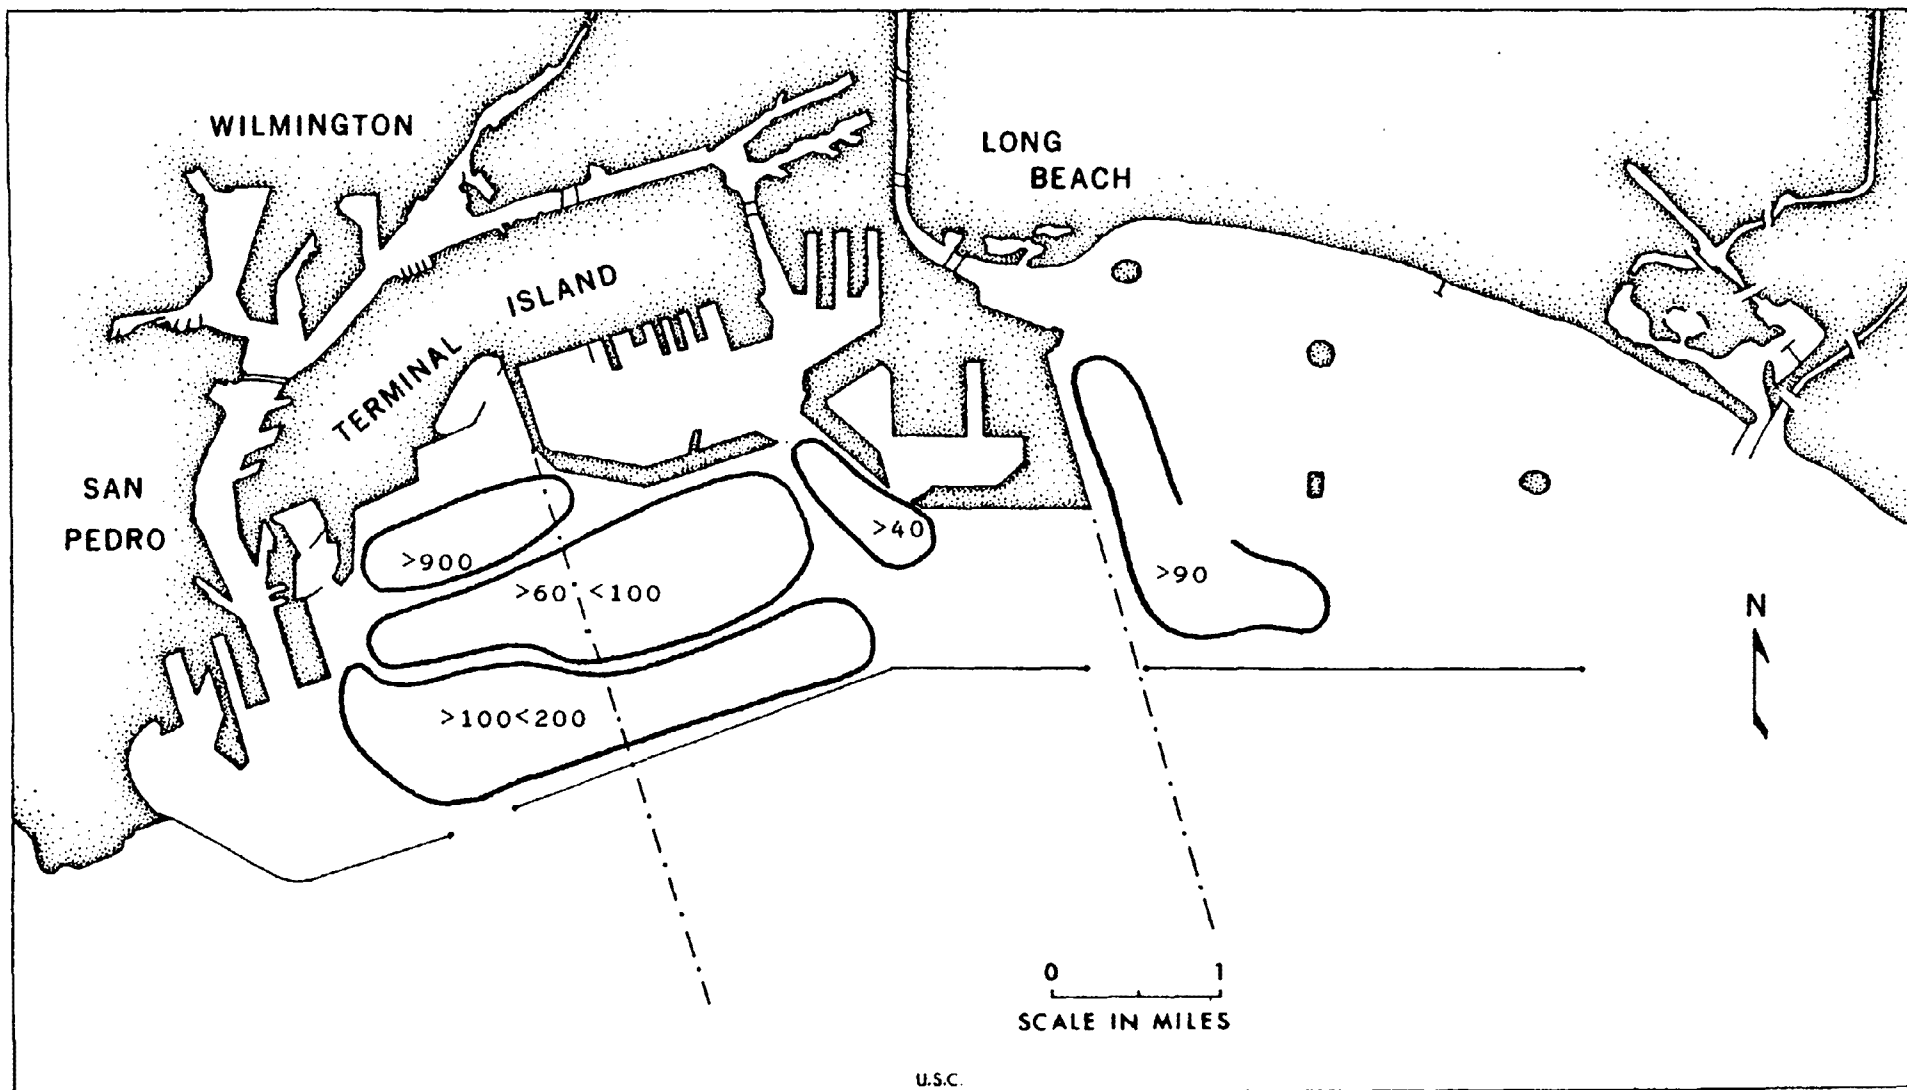 WILMINGTON
LONG
BEACH
ISLAND
TERMINAL
SAN
PEDRO
>900
>60 <100
>40
>90
>100<200
N
0 1
SCALE IN MILES
U.S.C.